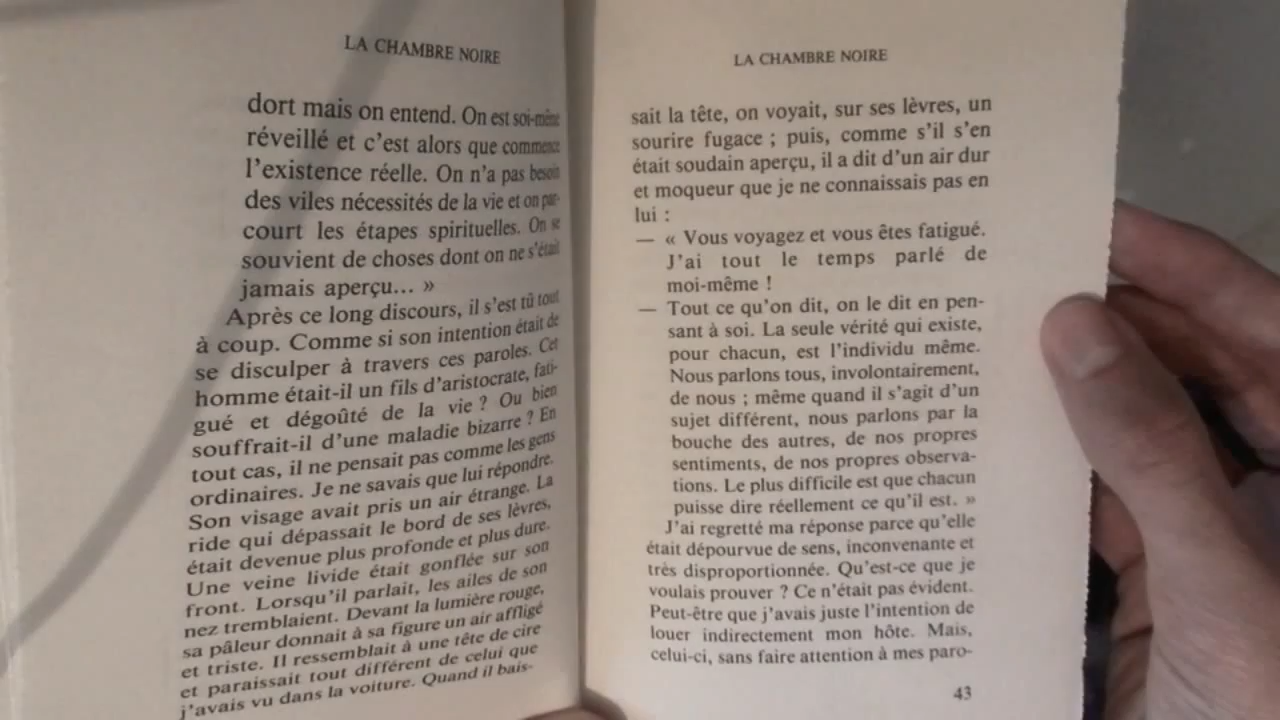 LA CHAMBRE NOIRE
dort mais on entend. On est soi-même
réveillé et c'est alors que commence
l'existence réelle. On n'a pas besoin
des viles nécessités de la vie et on par-
court les étapes spirituelles. On se
souvient de choses dont on ne s'était
jamais aperçu... »
Après ce long discours, il s'est tû tout
à coup. Comme si son intention était de
se disculper à travers ces paroles. Cet
homme était-il un fils d'aristocrate, fati-
gué et dégoûté de la vie ? Ou bien
souffrait-il d'une maladie bizarre ? En
tout cas, il ne pensait pas comme les gens
ordinaires. Je ne savais que lui répondre.
Son visage avait pris un air étrange. La
ride qui dépassait le bord de ses lèvres,
était devenue plus profonde et plus dure.
Une veine livide était gonflée sur son
front. Lorsqu'il parlait, les ailes de son
nez tremblaient. Devant la lumière rouge,
sa pâleur donnait à sa figure un air affligé
et triste. Il ressemblait à une tête de cire
et paraissait tout différent de celui que
j'avais vu dans la voiture. Quand il bais-
LA CHAMBRE NOIRE
sait la tête, on voyait, sur ses lèvres, un
sourire fugace ; puis, comme s'il s'en
était soudain aperçu, il a dit d'un air dur
et moqueur que je ne connaissais pas en
lui :
— « Vous voyagez et vous êtes fatigué.
J'ai tout le temps parlé de
moi-même !
— Tout ce qu'on dit, on le dit en pen-
sant à soi. La seule vérité qui existe,
pour chacun, est l'individu même.
Nous parlons tous, involontairement,
de nous ; même quand il s'agit d'un
sujet différent, nous parlons par la
bouche des autres, de nos propres
sentiments, de nos propres observa-
tions. Le plus difficile est que chacun
puisse dire réellement ce qu'il est. »
J'ai regretté ma réponse parce qu'elle
était dépourvue de sens, inconvenante et
très disproportionnée. Qu'est-ce que je
voulais prouver ? Ce n'était pas évident.
Peut-être que j'avais juste l'intention de
louer indirectement mon hôte. Mais,
celui-ci, sans faire attention à mes paro-
43